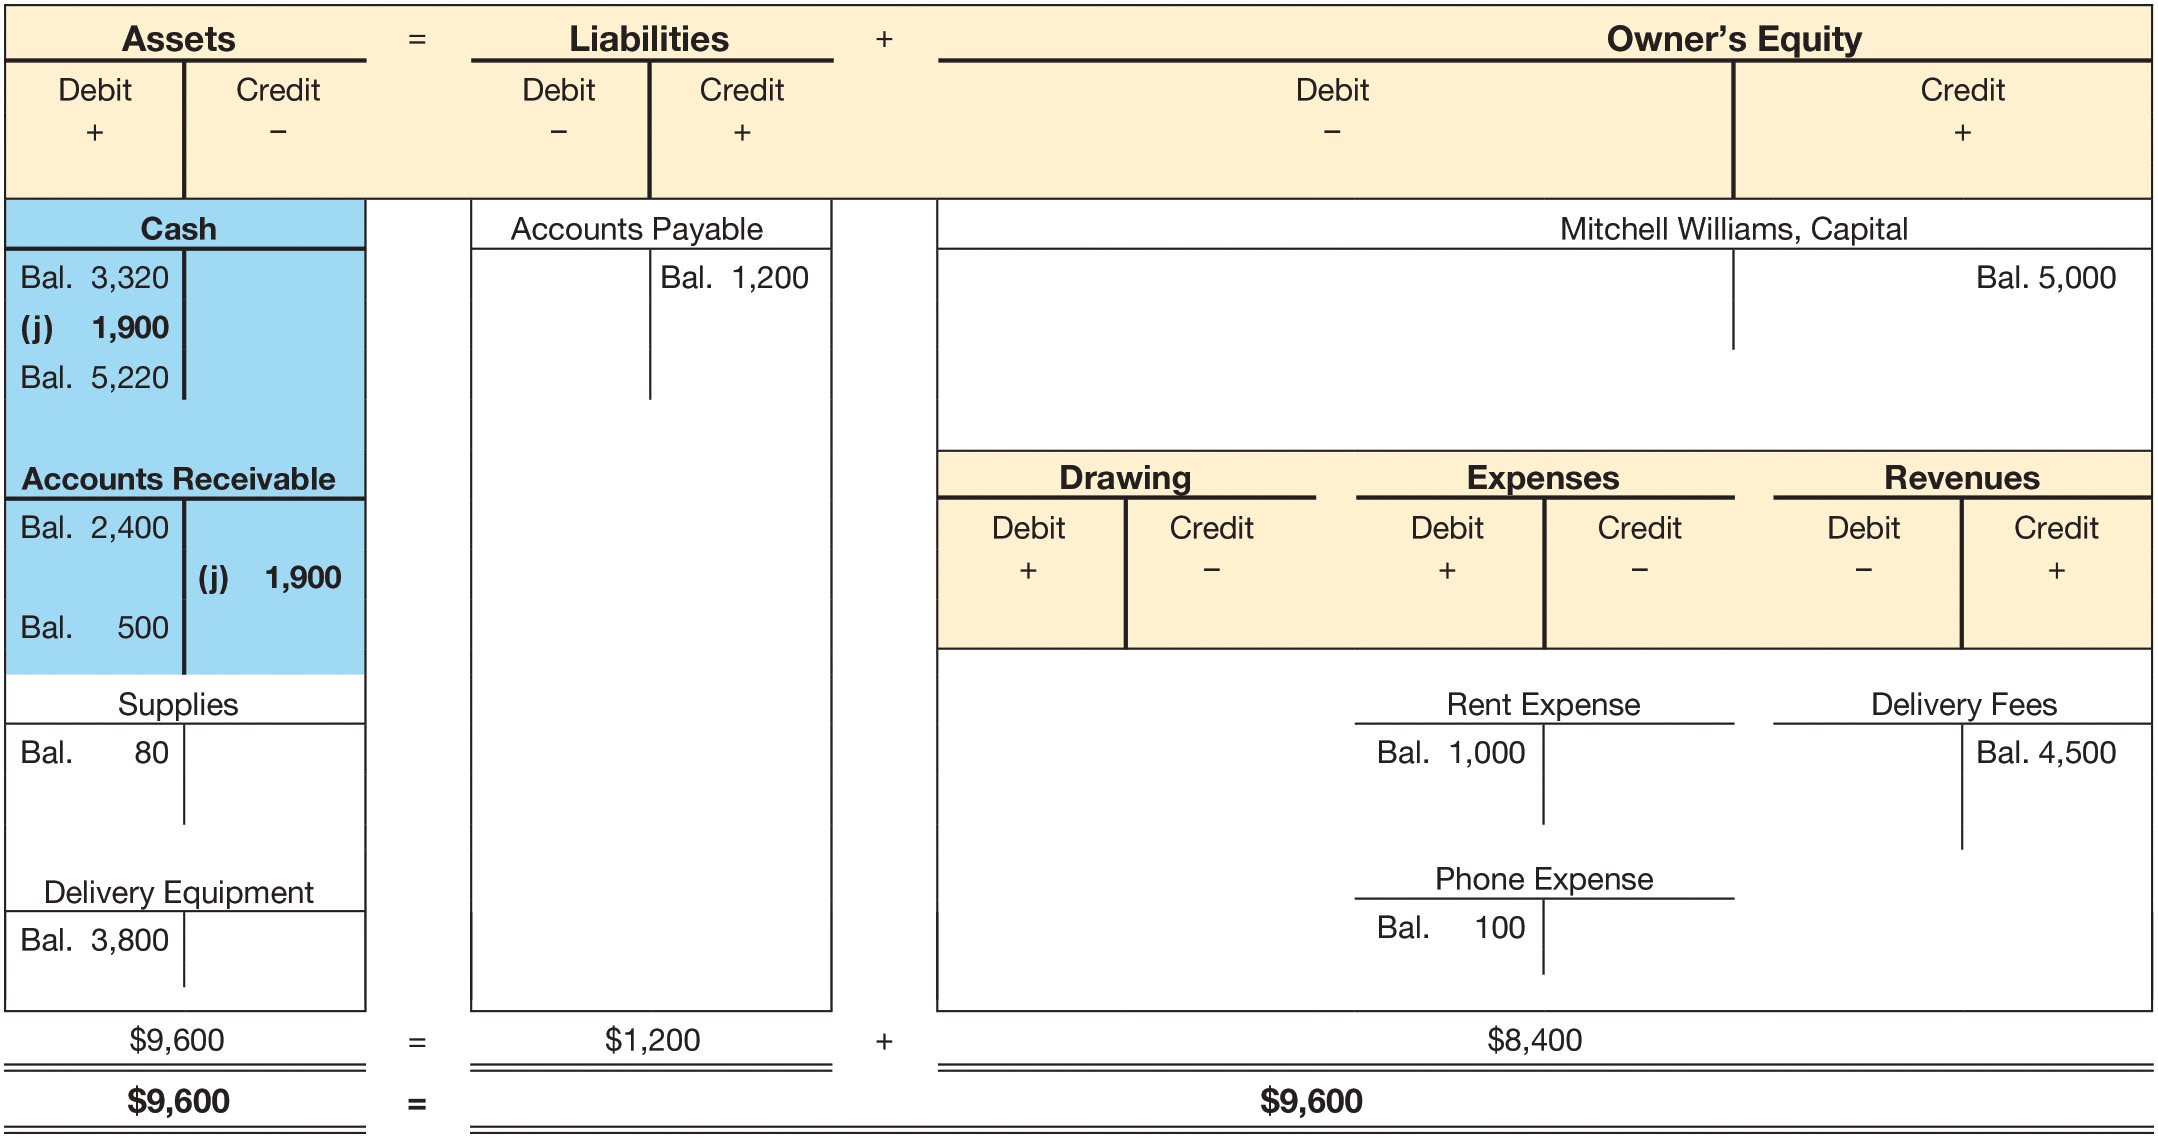 Assets = Liabilities + Owner’s Equity
Debit Credit Debit Credit Debit Credit
+ – – + – +
Cash Accounts Payable Mitchell Williams, Capital
Bal. 3,320 Bal. 1,200 Bal. 5,000
(j) 1,900
Bal. 5,220
Accounts Receivable Drawing Expenses Revenues
Bal. 2,400 Debit Credit Debit Credit Debit Credit
(j) 1,900 + – + – – +
Bal. 500
Supplies Rent Expense Delivery Fees
Bal. 80 Bal. 1,000 Bal. 4,500
Delivery Equipment Phone Expense
Bal. 3,800 Bal. 100
$9,600 = $1,200 + $8,400
$9,600 = $9,600